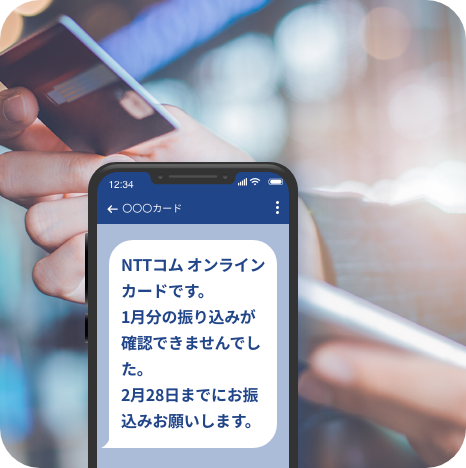 12:34
← 〇〇〇カード
NTTコム オンライン
カードです。
1月分の振り込みが
確認できませんでし
た。
2月28日までにお振
込みお願いします。